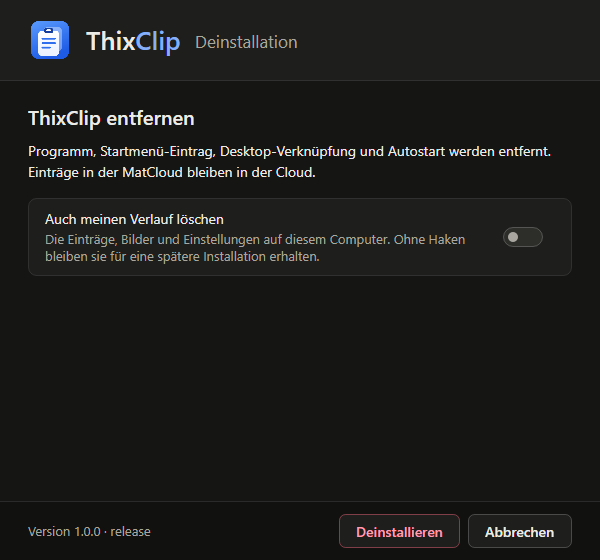 ThixClip Deinstallation
ThixClip entfernen
Programm, Startmenü-Eintrag, Desktop-Verknüpfung und Autostart werden entfernt.
Einträge in der MatCloud bleiben in der Cloud.
Auch meinen Verlauf löschen
Die Einträge, Bilder und Einstellungen auf diesem Computer. Ohne Haken
bleiben sie für eine spätere Installation erhalten.
Version 1.0.0 · release
Deinstallieren
Abbrechen